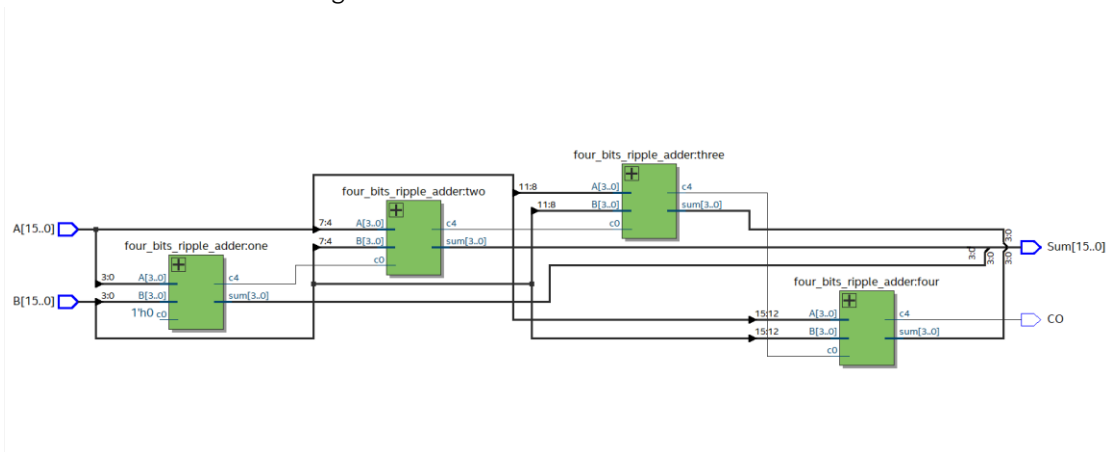 four_bits_ripple_adder:three
11:8 A[3..0] c4
11:8 B[3..0] sum[3..0]
c0
four_bits_ripple_adder:two
7:4 A[3..0] c4
7:4 B[3..0] sum[3..0]
c0
A[15..0]
four_bits_ripple_adder:one
3:0 A[3..0] c4
B[15..0] 3:0 B[3..0] sum[3..0]
1'h0 c0
3:0
3:0
3:0
3:0
Sum[15..0]
four_bits_ripple_adder:four
15:12 A[3..0] c4
15:12 B[3..0] sum[3..0]
c0
CO